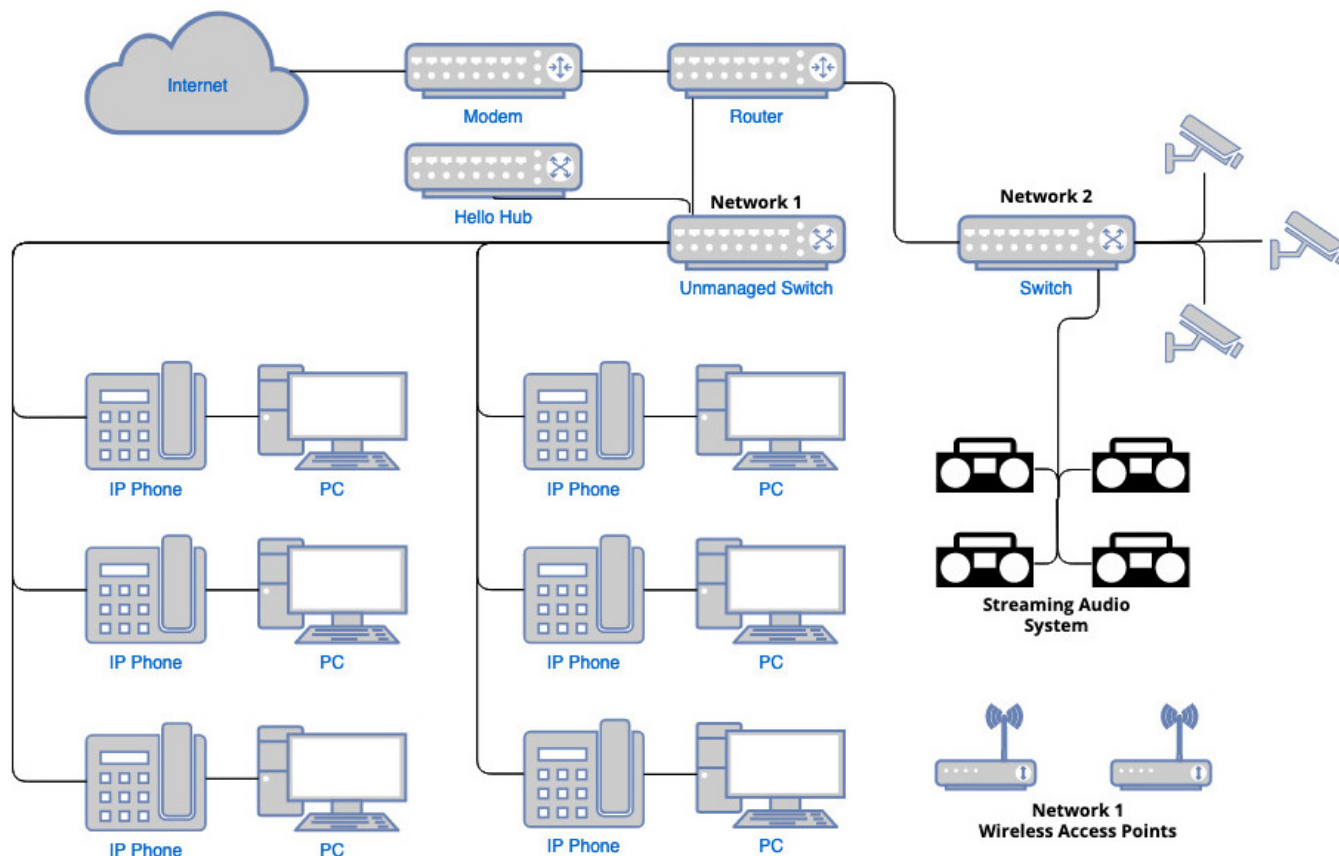 Internet
Modem
Router
Hello Hub
Network 1
Network 2
Unmanaged Switch
Switch
IP Phone
PC
IP Phone
PC
IP Phone
PC
IP Phone
PC
Streaming Audio
System
IP Phone
PC
IP Phone
PC
Network 1
Wireless Access Points